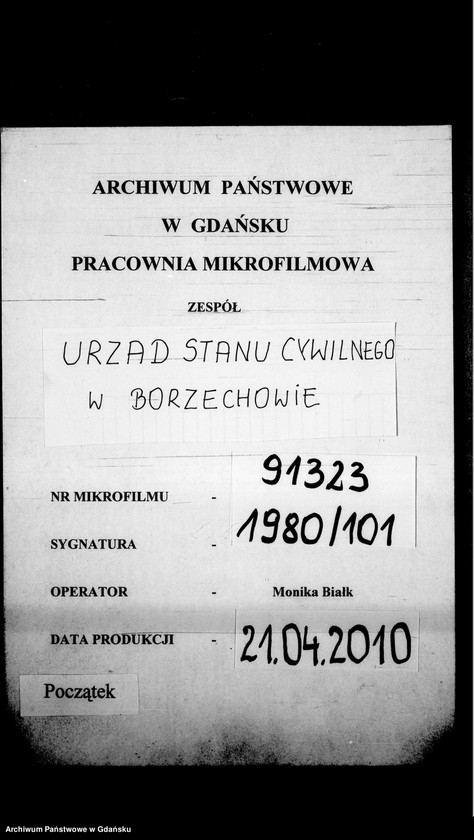 ARCHIWUM PAŃSTWOWE
W GDAŃSKU
PRACOWNIA MIKROFILMOWA
ZESPÓŁ
URZAD STANU CYWILNEGO
W BORZECHOWIE
NR MIKROFILMU - 91323
SYGNATURA - 1980/101
OPERATOR - Monika Białk
DATA PRODUKCJI - 21.04.2010
Początek
Archiwum Państwowe w Gdańsku